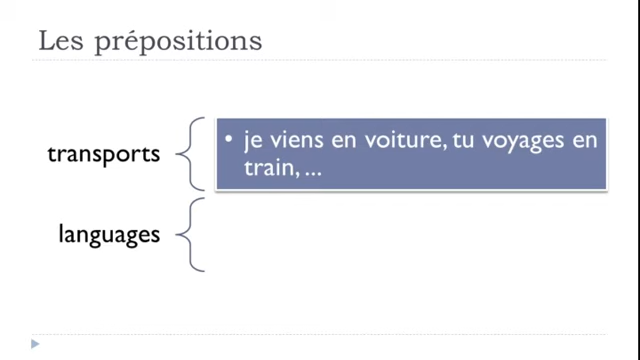 Les prépositions
transports
• je viens en voiture, tu voyages en
train, ...
languages